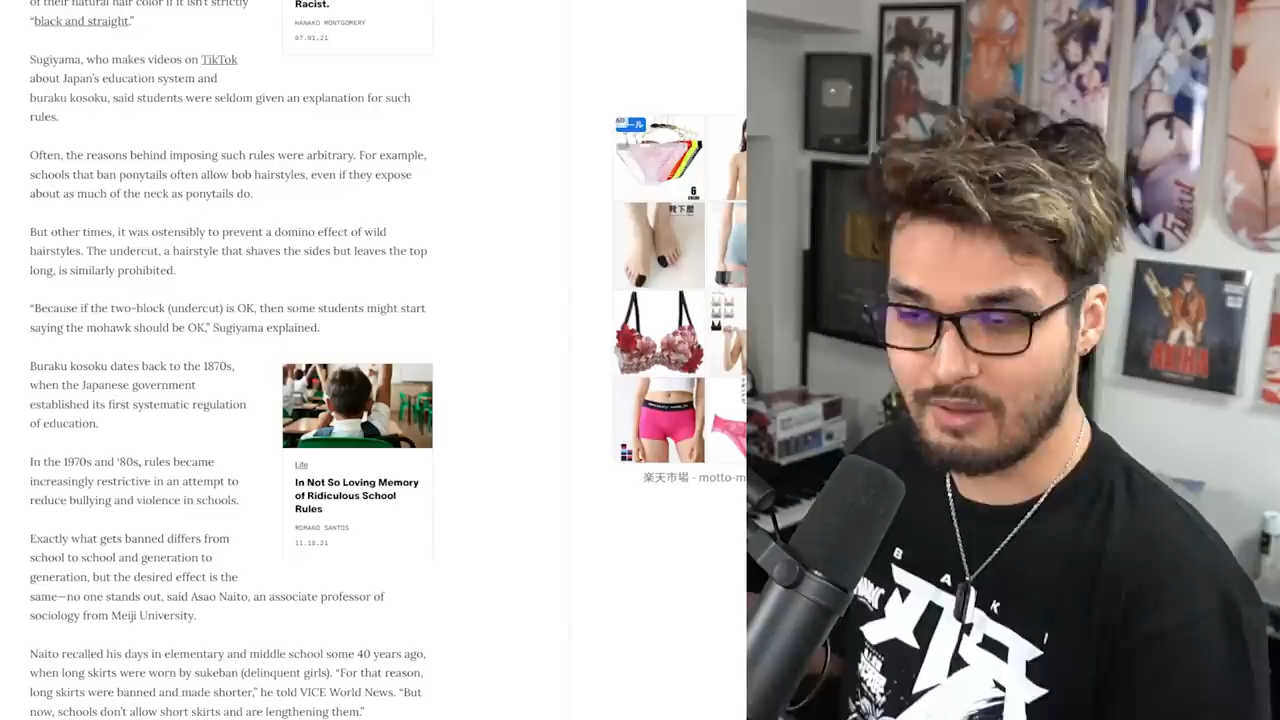 of their natural hair color if it isn't strictly
“black and straight.”
Racist.
HANAKO MONTGOMERY
07.01.21
Sugiyama, who makes videos on TikTok
about Japan’s education system and
buraku kosoku, said students were seldom given an explanation for such
rules.
Often, the reasons behind imposing such rules were arbitrary. For example,
schools that ban ponytails often allow bob hairstyles, even if they expose
about as much of the neck as ponytails do.
But other times, it was ostensibly to prevent a domino effect of wild
hairstyles. The undercut, a hairstyle that shaves the sides but leaves the top
long, is similarly prohibited.
“Because if the two-block (undercut) is OK, then some students might start
saying the mohawk should be OK,” Sugiyama explained.
Buraku kosoku dates back to the 1870s,
when the Japanese government
established its first systematic regulation
of education.
In the 1970s and ‘80s, rules became
increasingly restrictive in an attempt to
reduce bullying and violence in schools.
Life
In Not So Loving Memory
of Ridiculous School
Rules
ROMANO SANTOS
11.18.21
Exactly what gets banned differs from
school to school and generation to
generation, but the desired effect is the
same—no one stands out, said Asao Naito, an associate professor of
sociology from Meiji University.
Naito recalled his days in elementary and middle school some 40 years ago,
when long skirts were worn by sukeban (delinquent girls). “For that reason,
long skirts were banned and made shorter,” he told VICE World News. “But
now, schools don’t allow short skirts and are lengthening them.”
ール
6
COLOR
靴下屋
楽天市場 - motto-m
AKIRA
B A K I